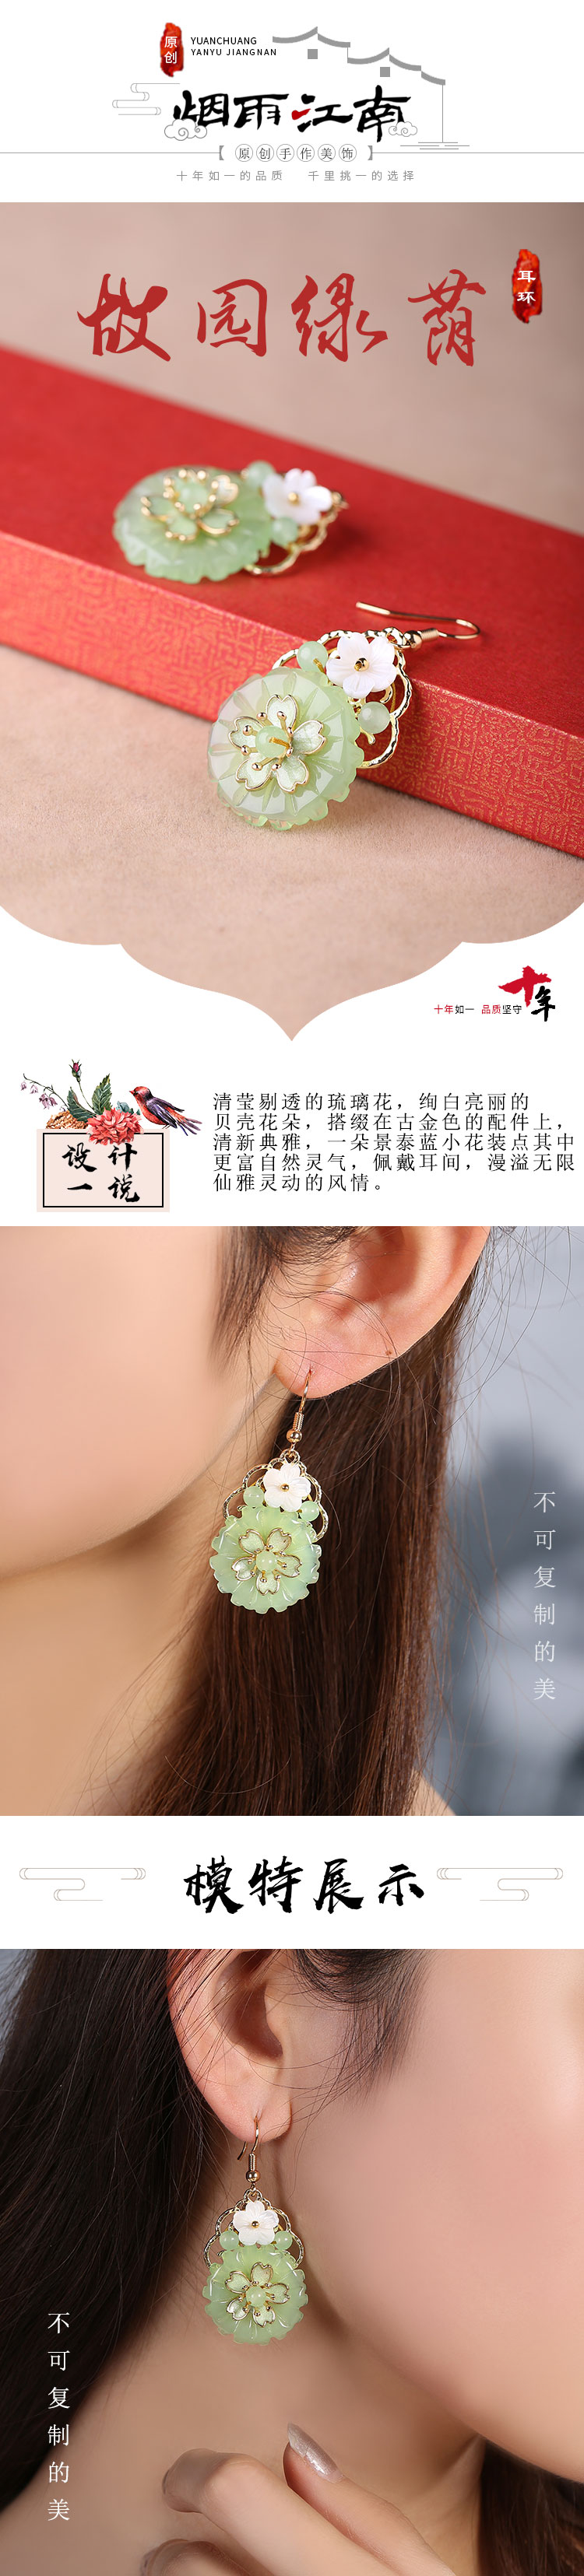 原创
YUANCHUANG
YANYU JIANGNAN
烟雨江南
【原创手作美饰】
十年如一的品质 千里挑一的选择
故园绿荫
耳环
十年
十年如一 品质坚守
设计一说
清莹剔透的琉璃花，绚白亮丽的
贝壳花朵，搭缀在古金色的配件上，
清新典雅，一朵景泰蓝小花装点其中
更富自然灵气，佩戴耳间，漫溢无限
仙雅灵动的风情。
不可复制的美
模特展示
不可复制的美